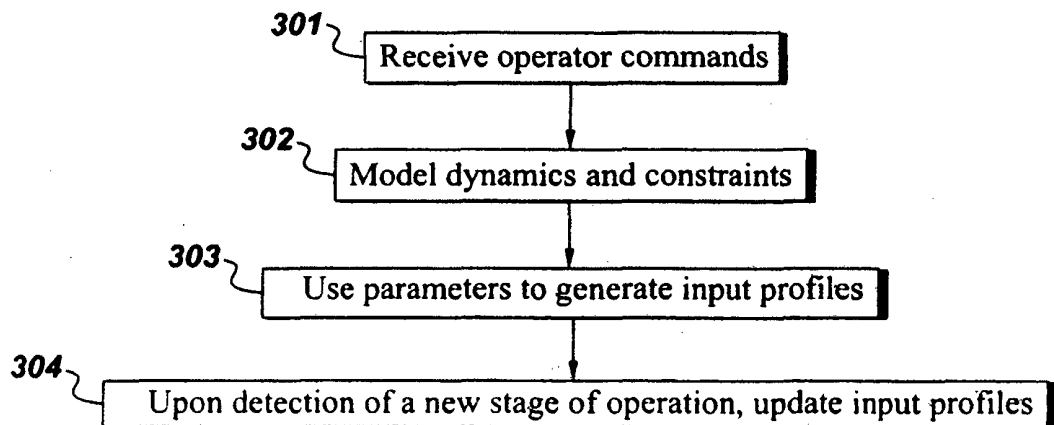 301
Receive operator commands
302
Model dynamics and constraints
303
Use parameters to generate input profiles
304
Upon detection of a new stage of operation, update input profiles